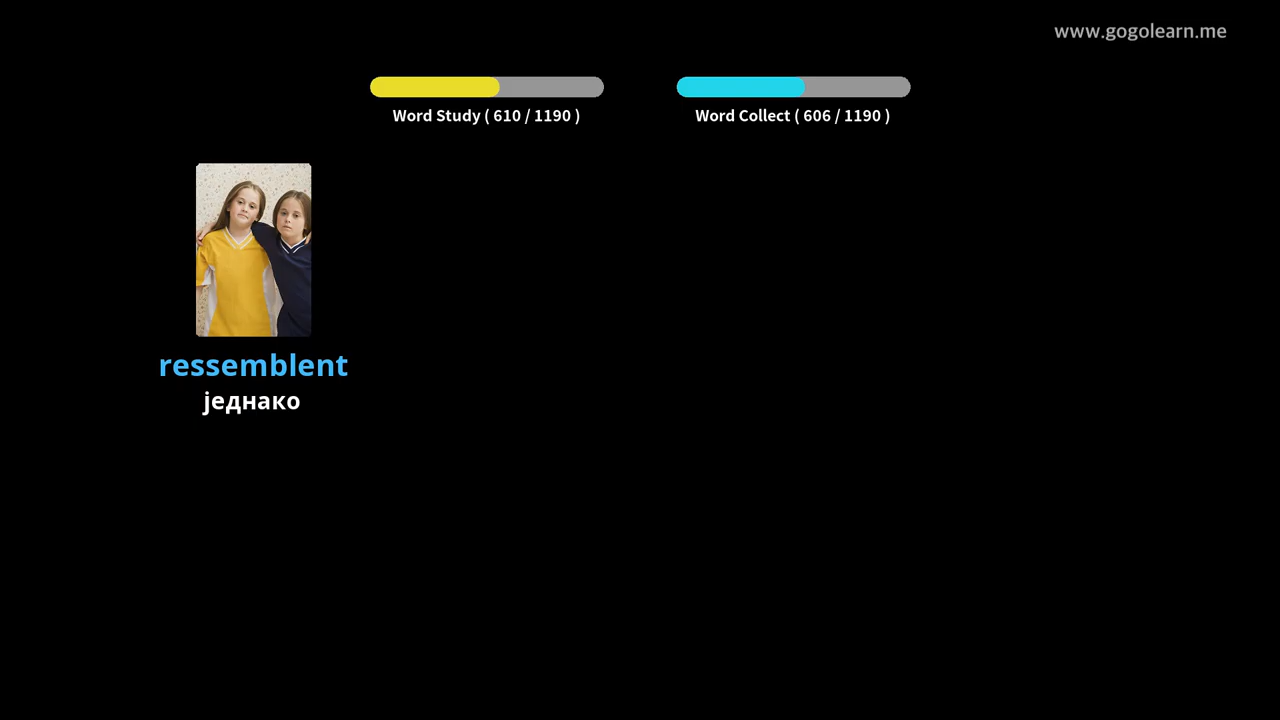 www.gogolearn.me
Word Study ( 610 / 1190 )
Word Collect ( 606 / 1190 )
ressemblent
једнако